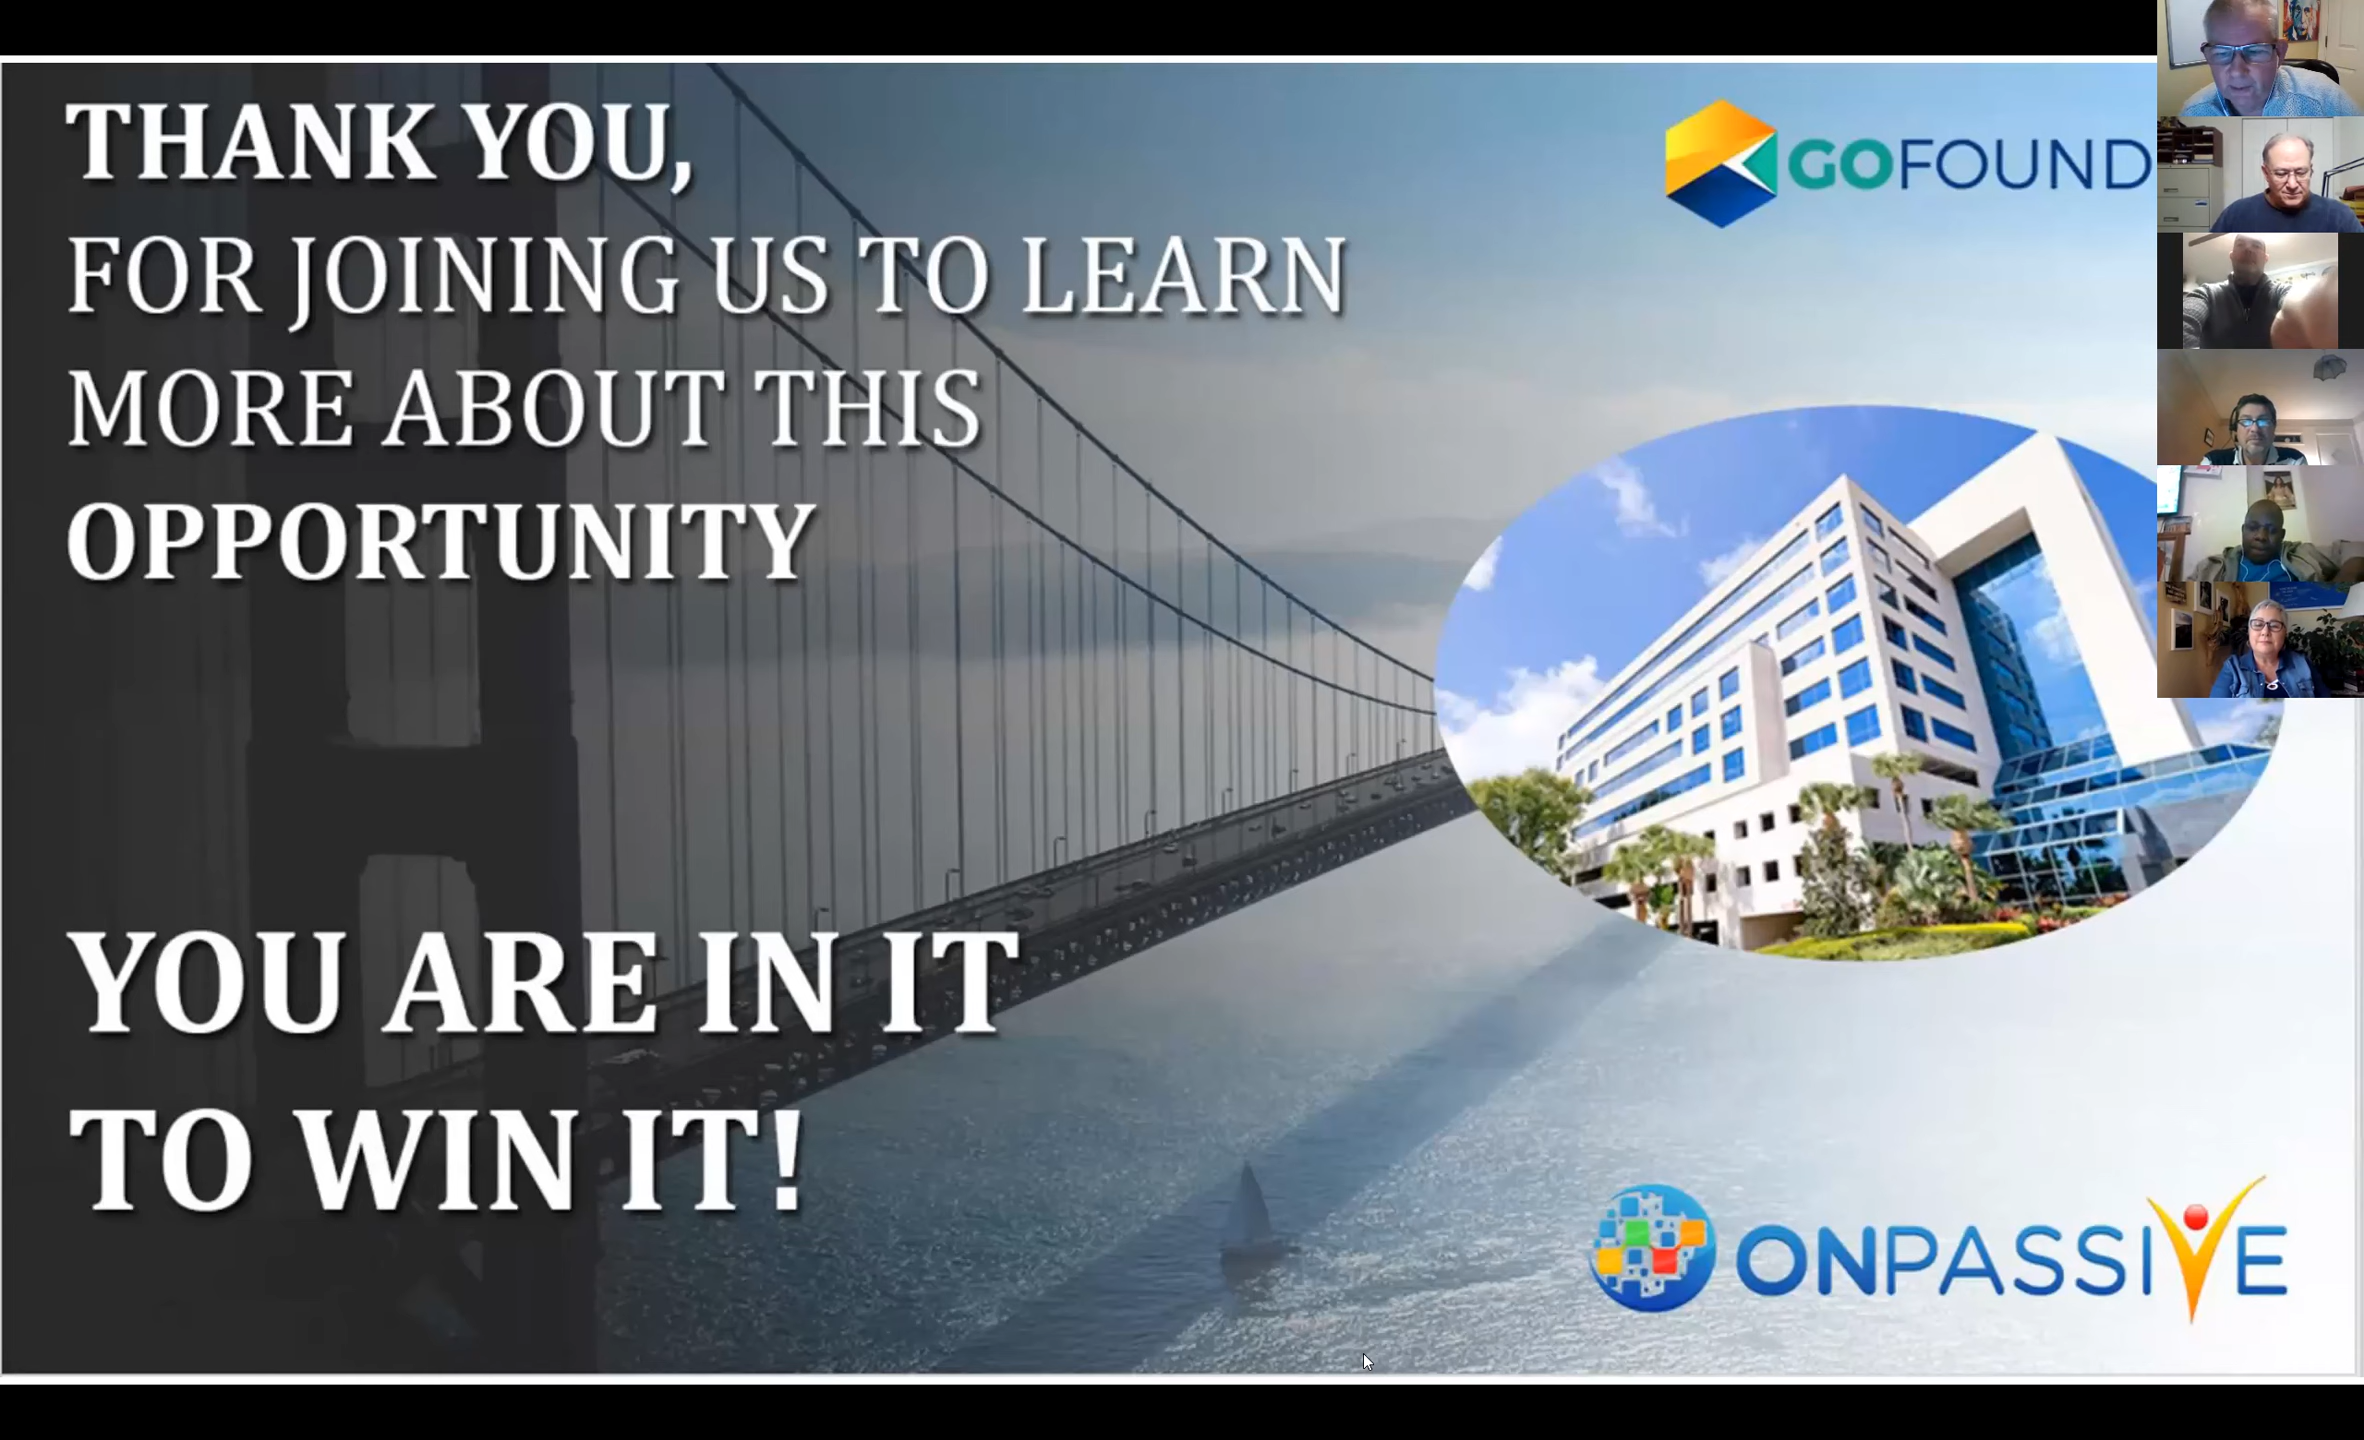 THANK YOU,
FOR JOINING US TO LEARN
MORE ABOUT THIS
OPPORTUNITY
YOU ARE IN IT
TO WIN IT!
GOFOUND
ONPASSIVE